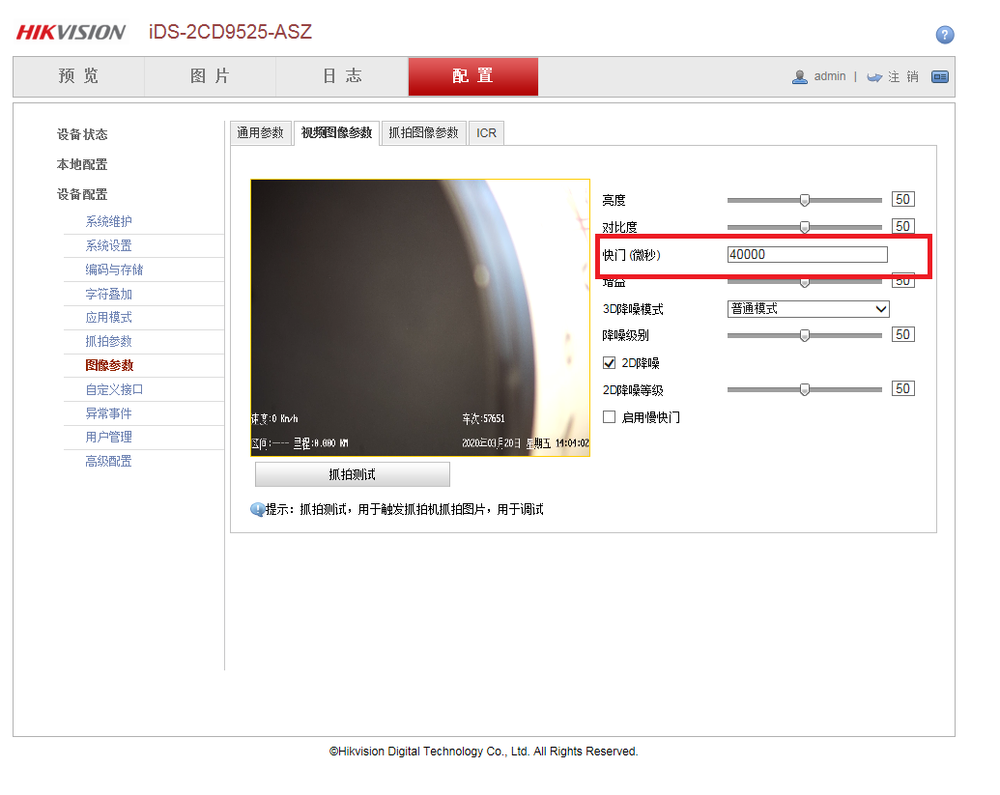 HIKVISION iDS-2CD9525-ASZ
预 览 图 片 日 志 配 置 admin | 注 销
设备状态
本地配置
设备配置
系统维护
系统设置
编码与存储
字符叠加
应用模式
抓拍参数
图像参数
自定义接口
异常事件
用户管理
高级配置
通用参数 视频图像参数 抓拍图像参数 ICR
速度:0 Km/h 车次:57651
区间:--- 里程:0.000 KM 2020年03月20日 星期五 14:04:02
抓拍测试
提示：抓拍测试，用于触发抓拍机抓拍图片，用于调试
亮度 50
对比度 50
快门 (微秒) 40000
增益 50
3D降噪模式 普通模式
降噪级别 50
2D降噪
2D降噪等级 50
启用慢快门
©Hikvision Digital Technology Co., Ltd. All Rights Reserved.